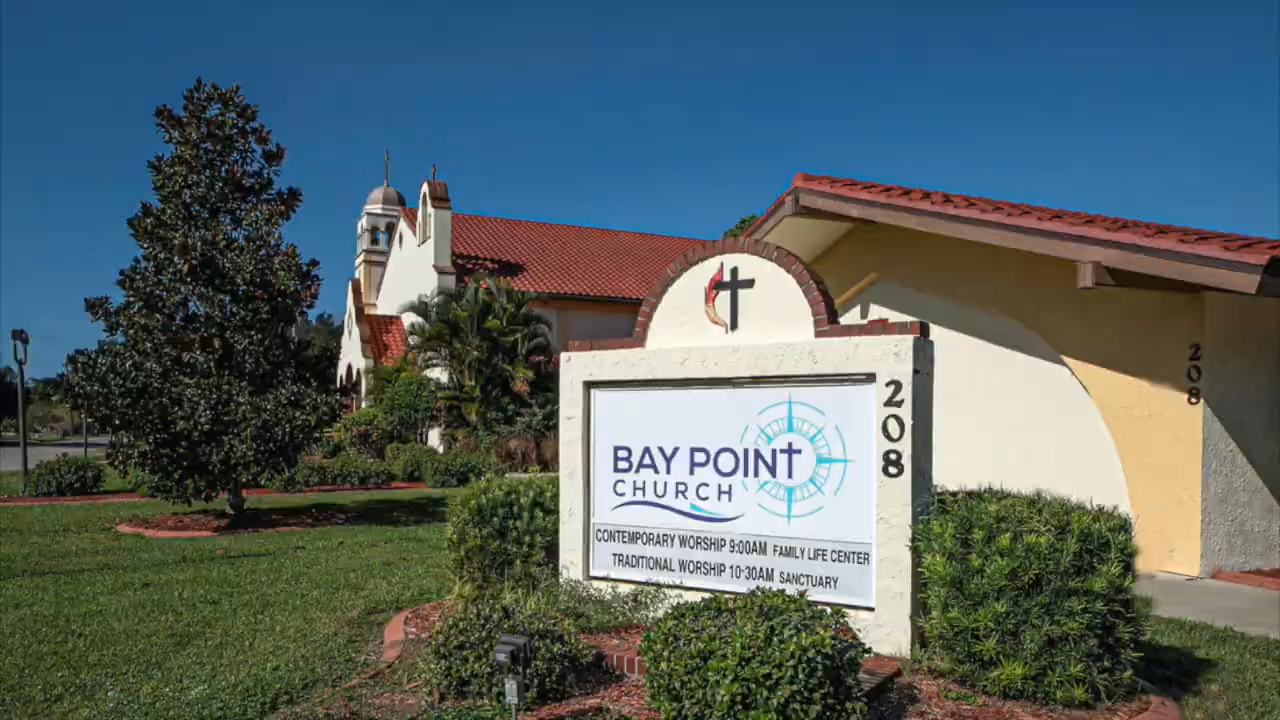 208
BAY POINT
CHURCH
CONTEMPORARY WORSHIP 9:00AM FAMILY LIFE CENTER
TRADITIONAL WORSHIP 10:30AM SANCTUARY
208